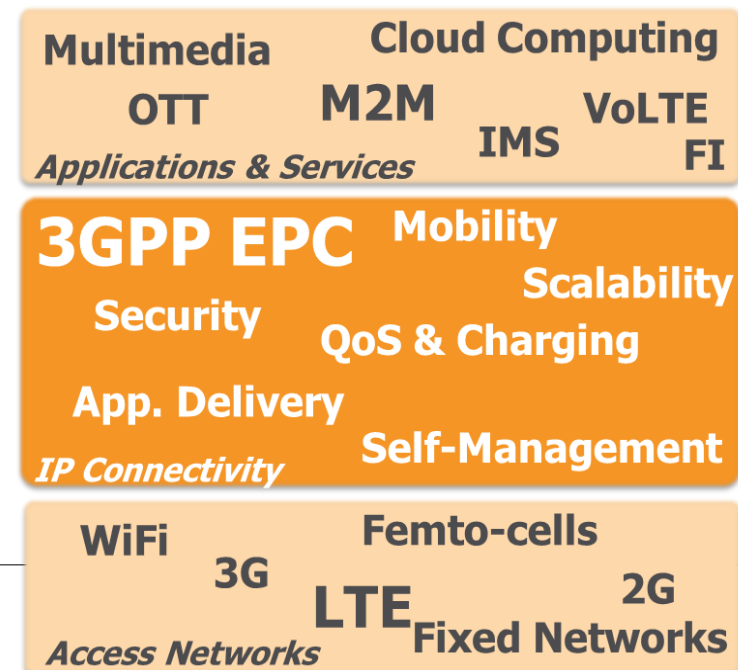 Multimedia
Cloud Computing
OTT
M2M
VoLTE
IMS
FI
Applications & Services
3GPP EPC
Mobility
Scalability
Security
QoS & Charging
App. Delivery
Self-Management
IP Connectivity
WiFi
Femto-cells
3G
2G
LTE
Fixed Networks
Access Networks